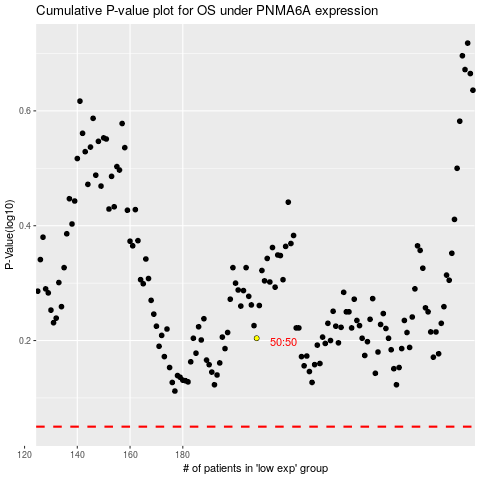 Cumulative P-value plot for OS under PNMA6A expression
P-Value(log10)
0.6
0.4
0.2
50:50
120 140 160 180
# of patients in 'low exp' group